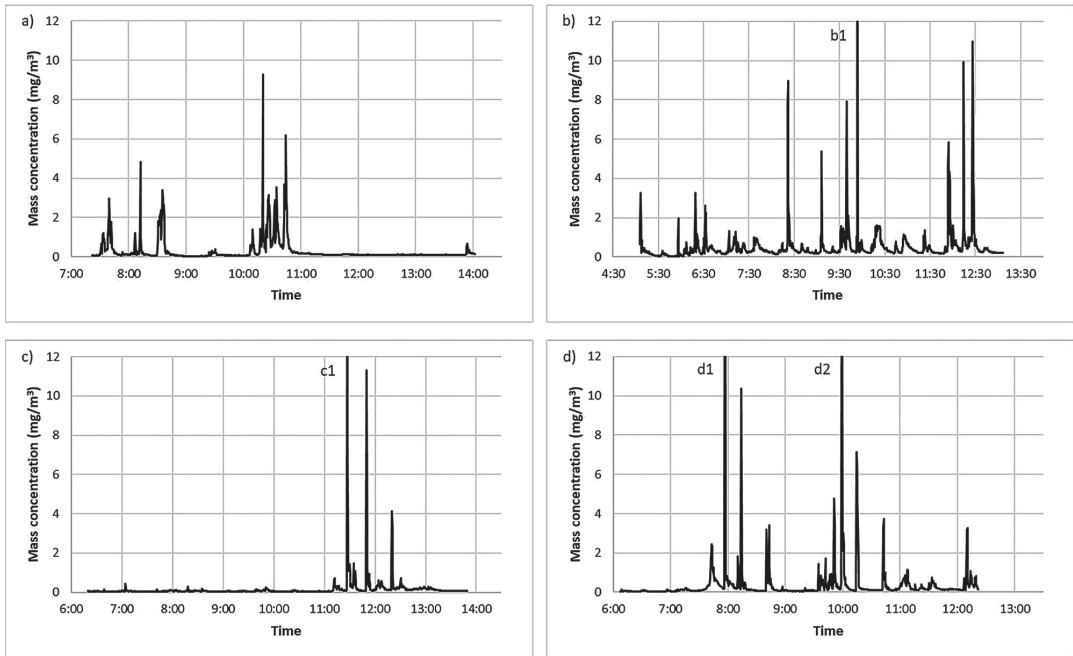 a)
Mass concentration (mg/m³)
12
10
8
6
4
2
0
7:00 8:00 9:00 10:00 11:00 12:00 13:00 14:00
Time
b)
Mass concentration (mg/m³)
12
10
8
6
4
2
0
b1
4:30 5:30 6:30 7:30 8:30 9:30 10:30 11:30 12:30 13:30
Time
c)
Mass concentration (mg/m³)
12
10
8
6
4
2
0
c1
6:00 7:00 8:00 9:00 10:00 11:00 12:00 13:00 14:00
Time
d)
Mass concentration (mg/m³)
12
10
8
6
4
2
0
d1 d2
6:00 7:00 8:00 9:00 10:00 11:00 12:00 13:00
Time